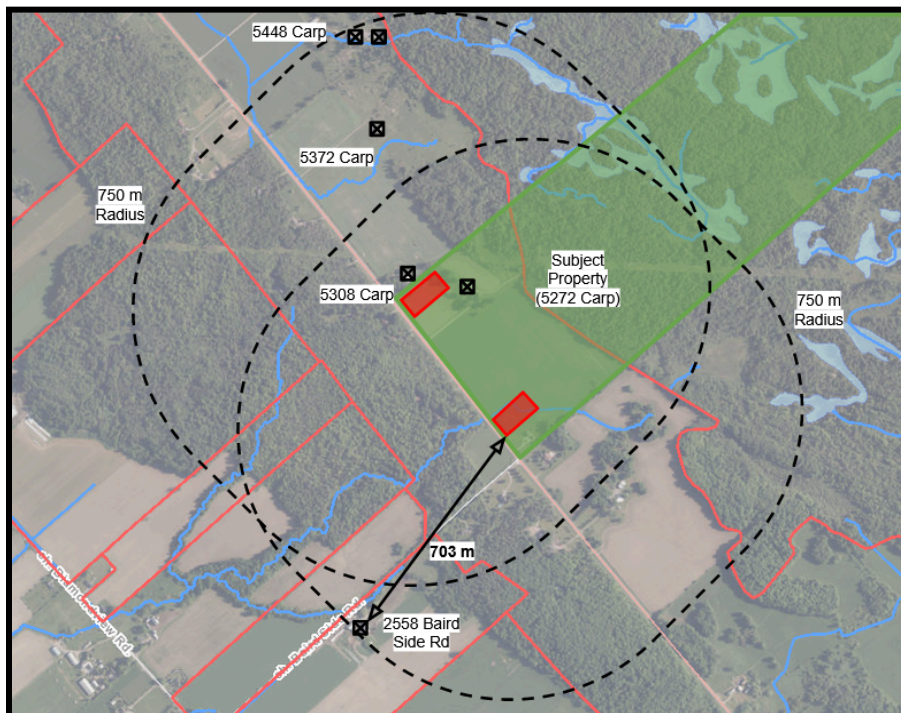 5448 Carp
5372 Carp
750 m
Radius
Subject
Property
(5272 Carp)
5308 Carp
750 m
Radius
703 m
2558 Baird
Side Rd